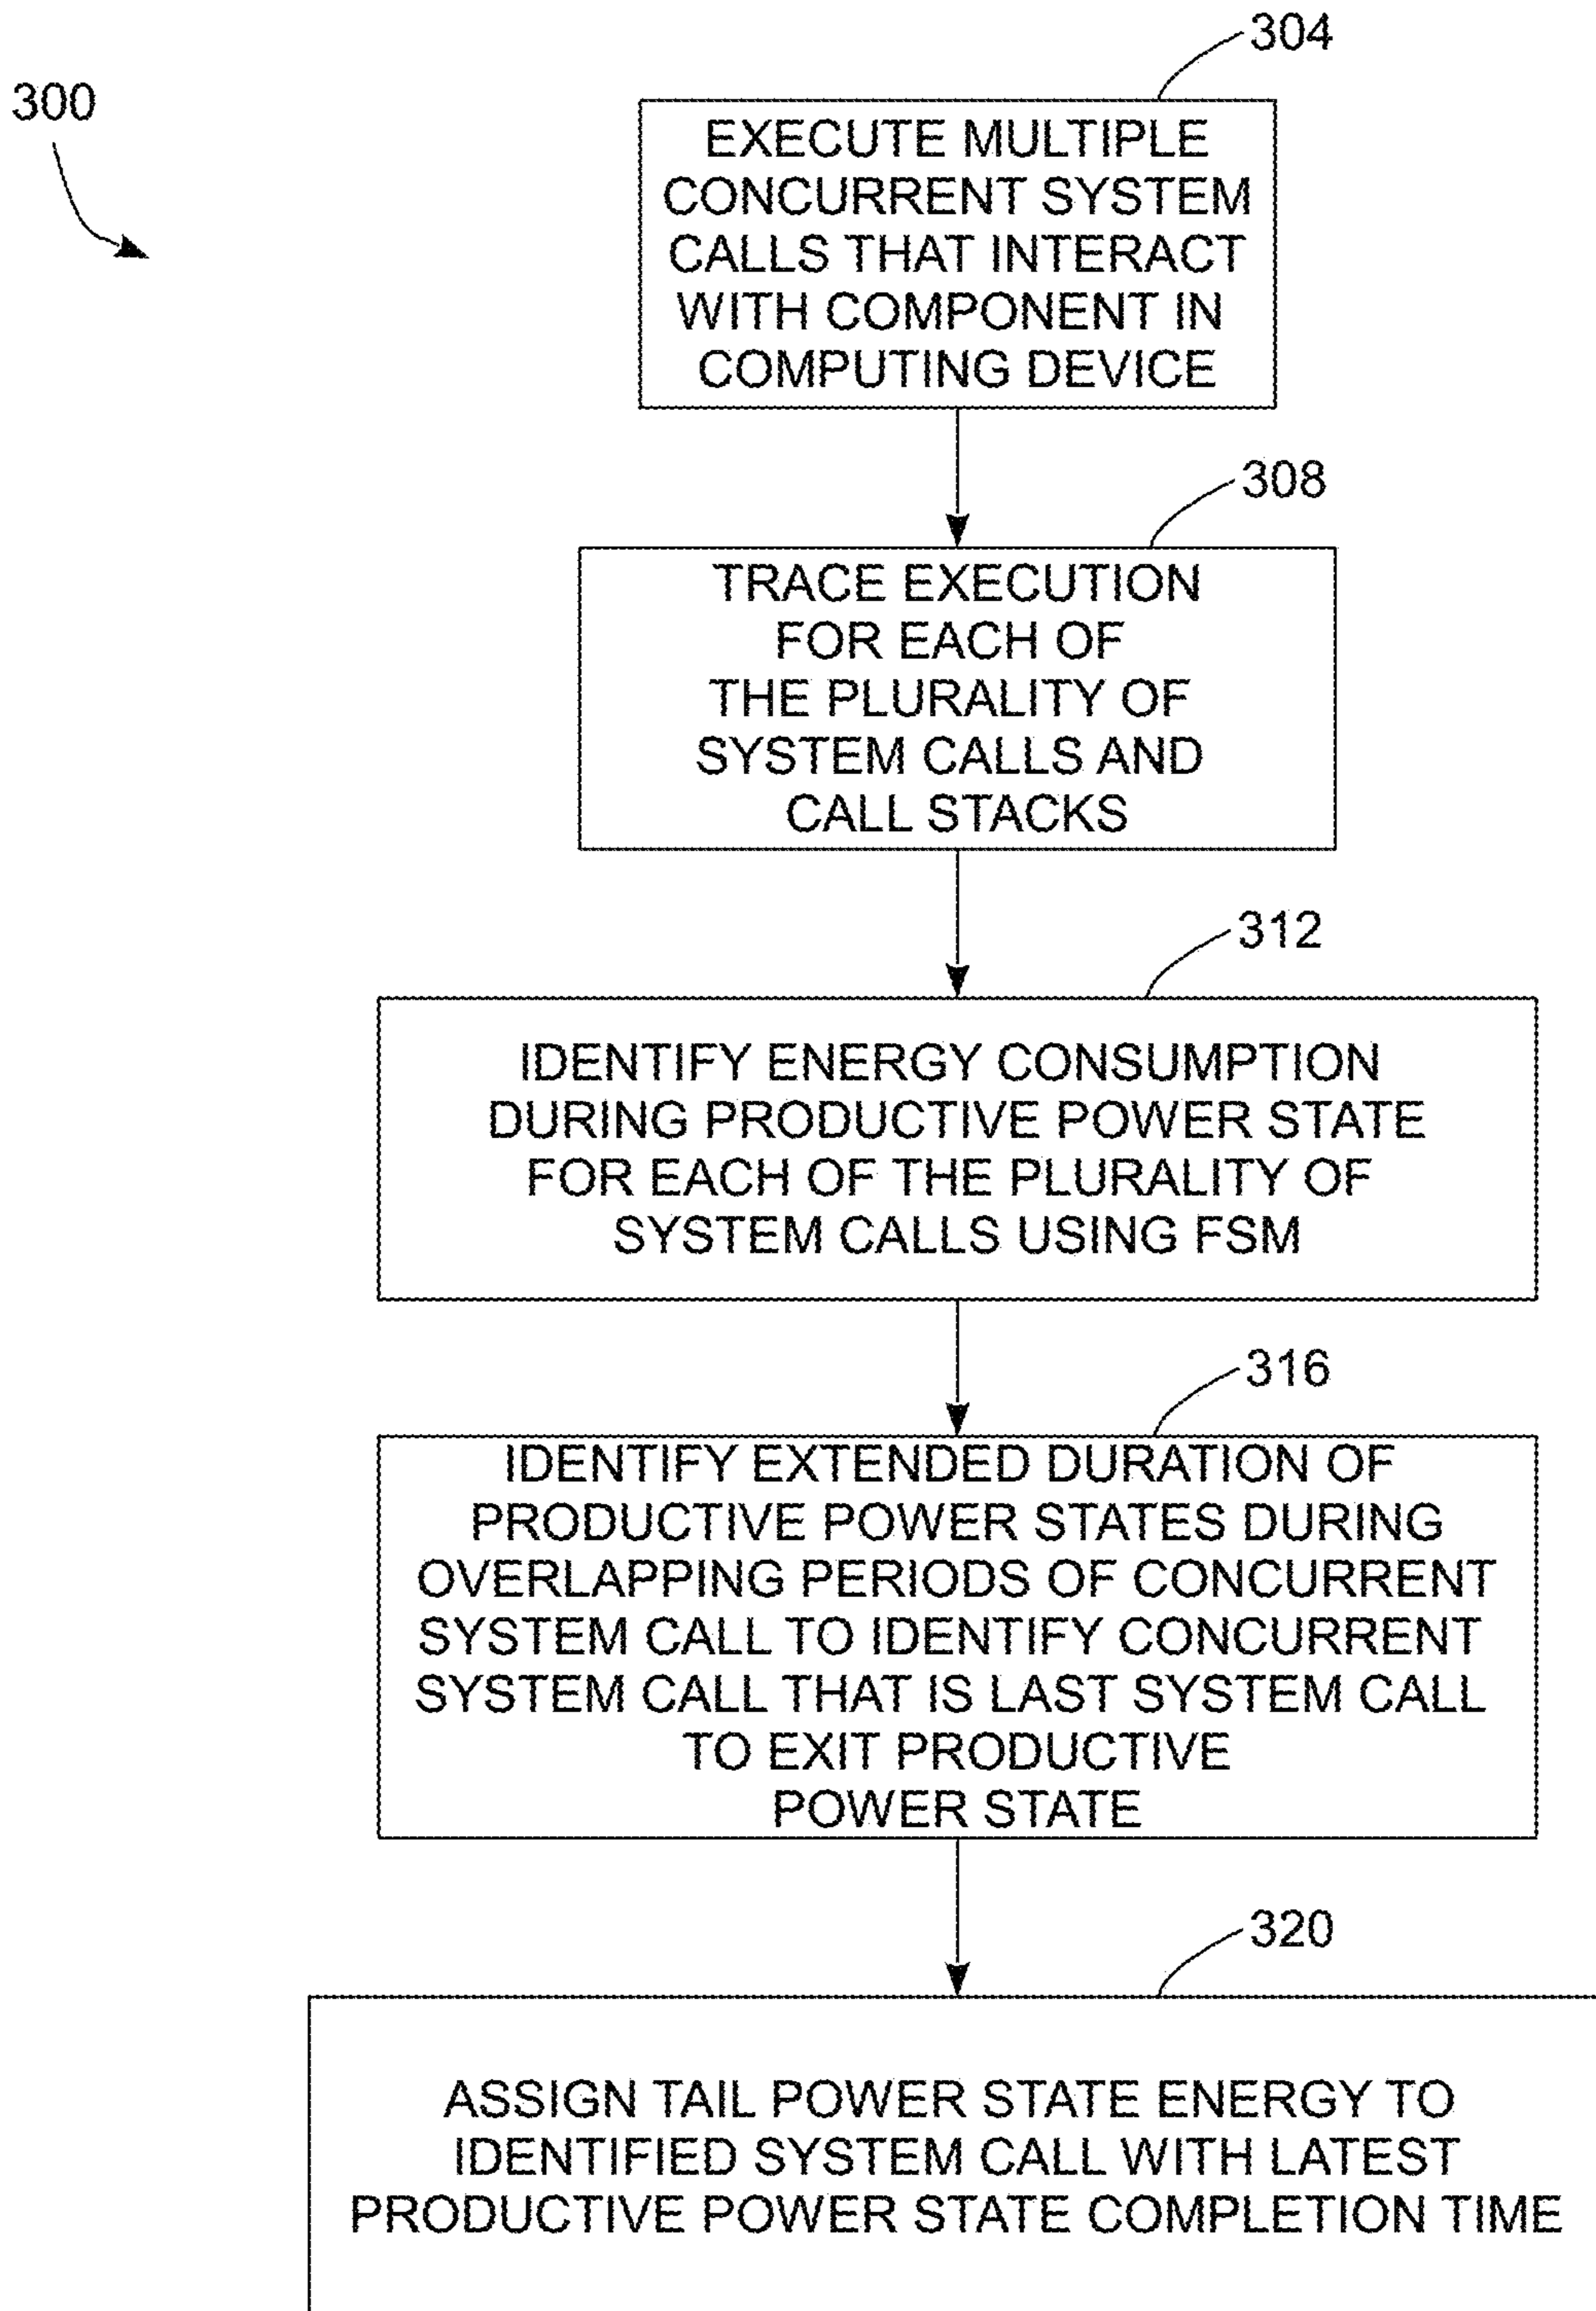 304
300
EXECUTE MULTIPLE
CONCURRENT SYSTEM
CALLS THAT INTERACT
WITH COMPONENT IN
COMPUTING DEVICE
308
TRACE EXECUTION
FOR EACH OF
THE PLURALITY OF
SYSTEM CALLS AND
CALL STACKS
312
IDENTIFY ENERGY CONSUMPTION
DURING PRODUCTIVE POWER STATE
FOR EACH OF THE PLURALITY OF
SYSTEM CALLS USING FSM
316
IDENTIFY EXTENDED DURATION OF
PRODUCTIVE POWER STATES DURING
OVERLAPPING PERIODS OF CONCURRENT
SYSTEM CALL TO IDENTIFY CONCURRENT
SYSTEM CALL THAT IS LAST SYSTEM CALL
TO EXIT PRODUCTIVE
POWER STATE
320
ASSIGN TAIL POWER STATE ENERGY TO
IDENTIFIED SYSTEM CALL WITH LATEST
PRODUCTIVE POWER STATE COMPLETION TIME